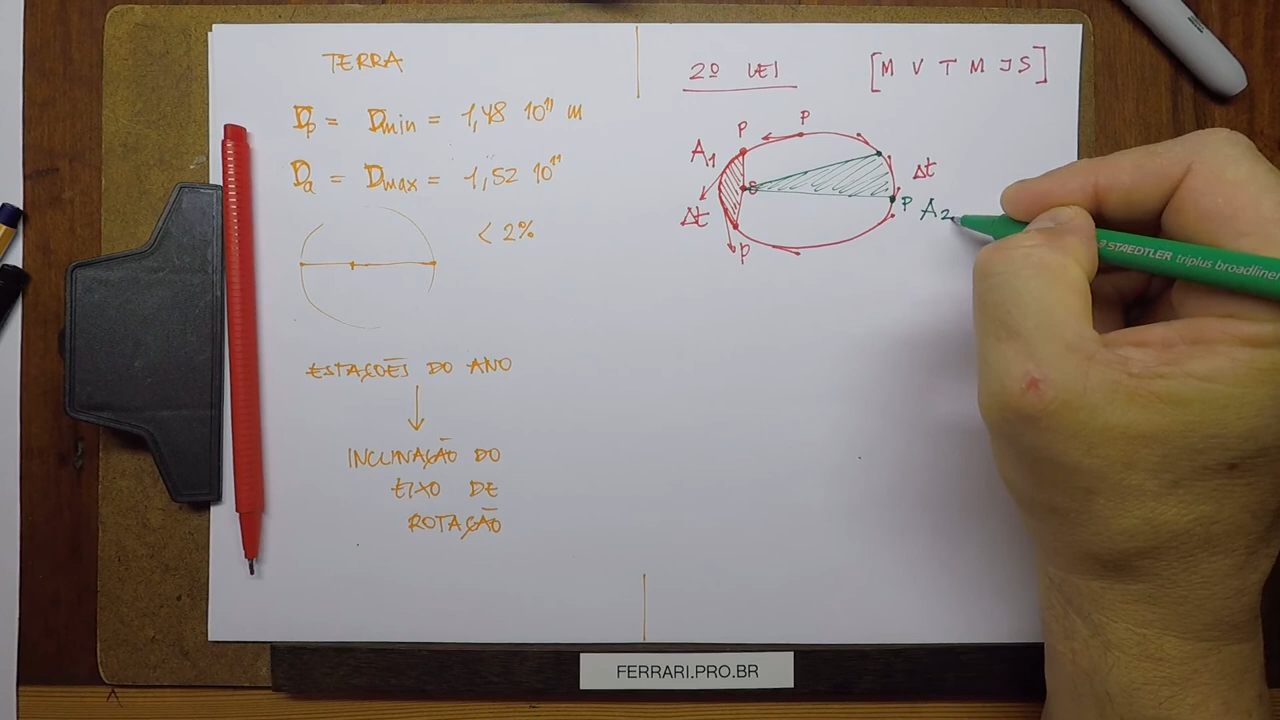 TERRA
Dp = Dmin = 1,48 10¹¹ m
Da = Dmax = 1,52 10¹¹
< 2%
ESTAÇÕES DO ANO
INCLINAÇÃO DO
EIXO DE
ROTAÇÃO
2º LEI
[M V T M J S]
P
P
A1
Δt
S
Δt
P
A2
P
STAEDTLER triplus broadliner
FERRARI.PRO.BR